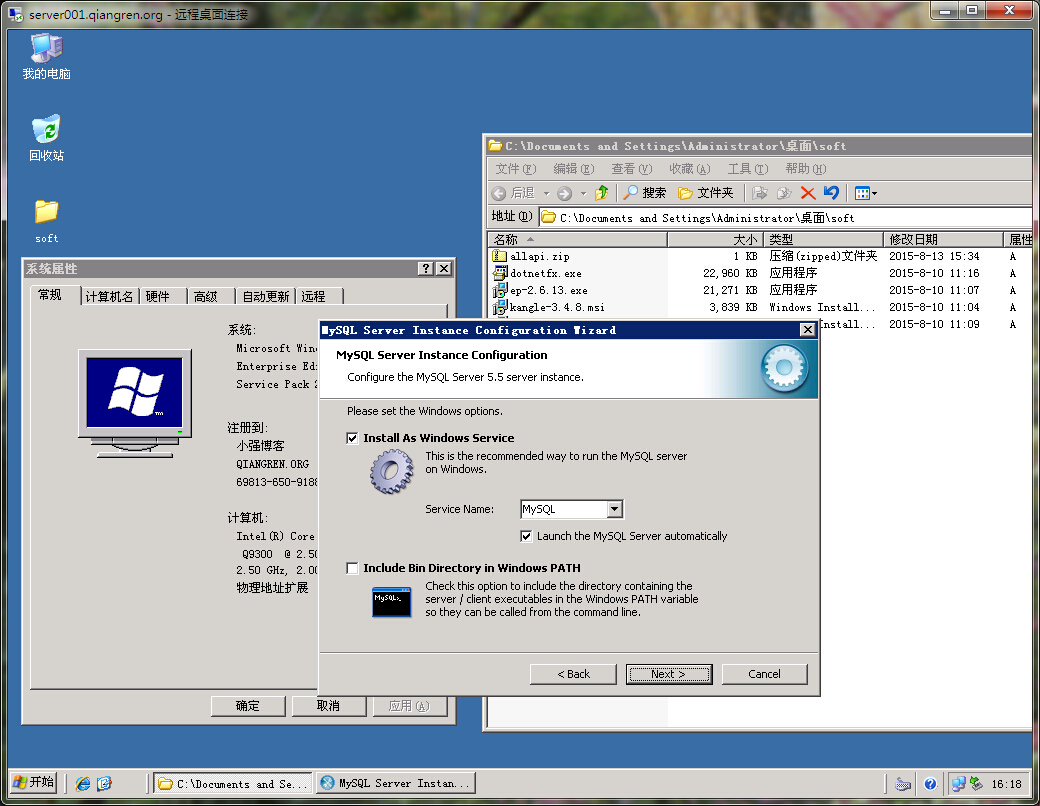 server001.qiangren.org - 远程桌面连接
我的电脑
回收站
soft
C:\Documents and Settings\Administrator\桌面\soft
文件(F) 编辑(E) 查看(V) 收藏(A) 工具(T) 帮助(H)
后退 搜索 文件夹
地址(D) C:\Documents and Settings\Administrator\桌面\soft
名称 大小 类型 修改日期 属性
allapi.zip 1 KB 压缩(zipped)文件夹 2015-8-13 15:34 A
dotnetfx.exe 22,960 KB 应用程序 2015-8-10 11:16 A
ep-2.6.13.exe 21,271 KB 应用程序 2015-8-10 11:07 A
kangle-3.4.8.msi 3,839 KB Windows Install... 2015-8-10 11:04 A
nstall... 2015-8-10 11:09 A
系统属性
常规 计算机名 硬件 高级 自动更新 远程
系统:
Microsoft Win
Enterprise Ed
Service Pack 2
注册到:
小强博客
QIANGREN.ORG
69813-650-9188
计算机:
Intel(R) Core
Q9300 @ 2.50
2.50 GHz, 2.00
物理地址扩展
确定 取消 应用(A)
MySQL Server Instance Configuration Wizard
MySQL Server Instance Configuration
Configure the MySQL Server 5.5 server instance.
Please set the Windows options.
Install As Windows Service
This is the recommended way to run the MySQL server
on Windows.
Service Name: MySQL
Launch the MySQL Server automatically
Include Bin Directory in Windows PATH
MySQL>_
Check this option to include the directory containing the
server / client executables in the Windows PATH variable
so they can be called from the command line.
< Back Next > Cancel
开始 C:\Documents and Se... MySQL Server Instan... 16:18